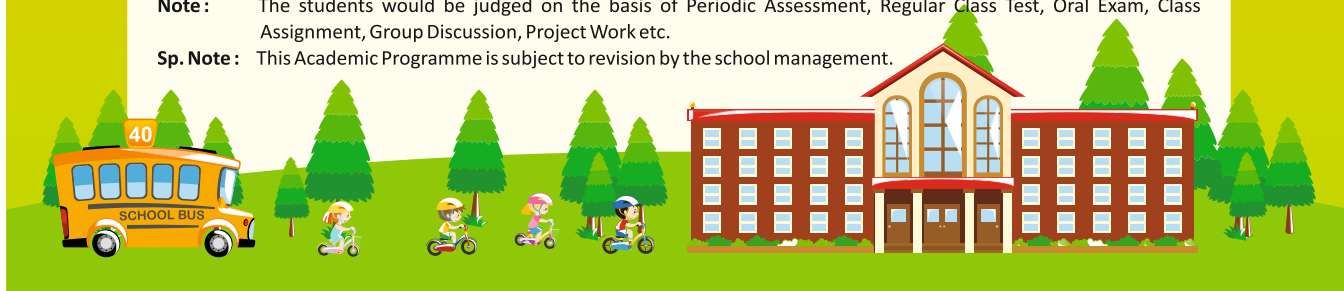 Note : The students would be judged on the basis of Periodic Assessment, Regular Class Test, Oral Exam, Class
Assignment, Group Discussion, Project Work etc.
Sp. Note : This Academic Programme is subject to revision by the school management.
40
SCHOOL BUS